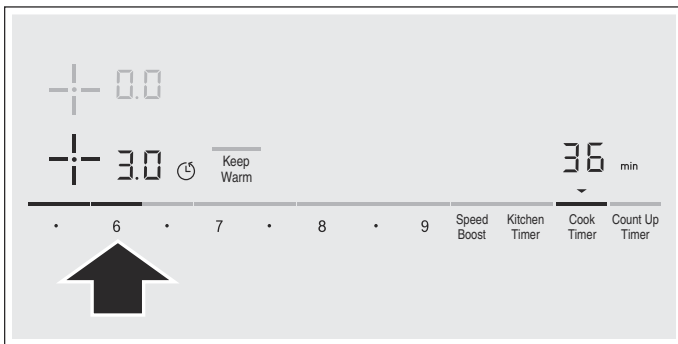 0.0
3.0 Keep Warm 36 min
· 6 · 7 · 8 · 9 Speed Boost Kitchen Timer Cook Timer Count Up Timer